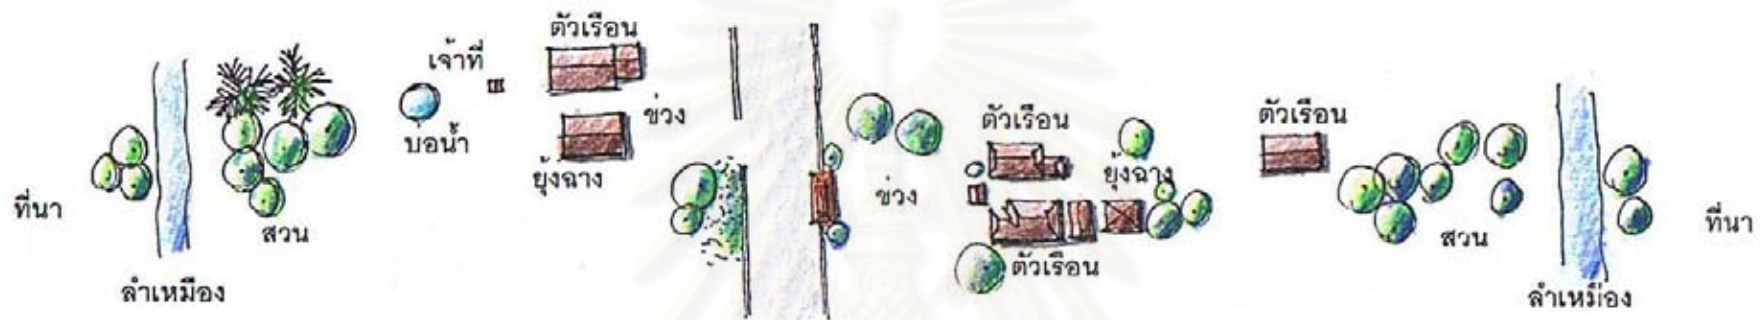 ที่นา
ลำเหมือง
สวน
บ่อน้ำ
เจ้าที่
ตัวเรือน
ข่วง
ยุ้งฉาง
ข่วง
ตัวเรือน
ยุ้งฉาง
ตัวเรือน
ตัวเรือน
สวน
ลำเหมือง
ที่นา